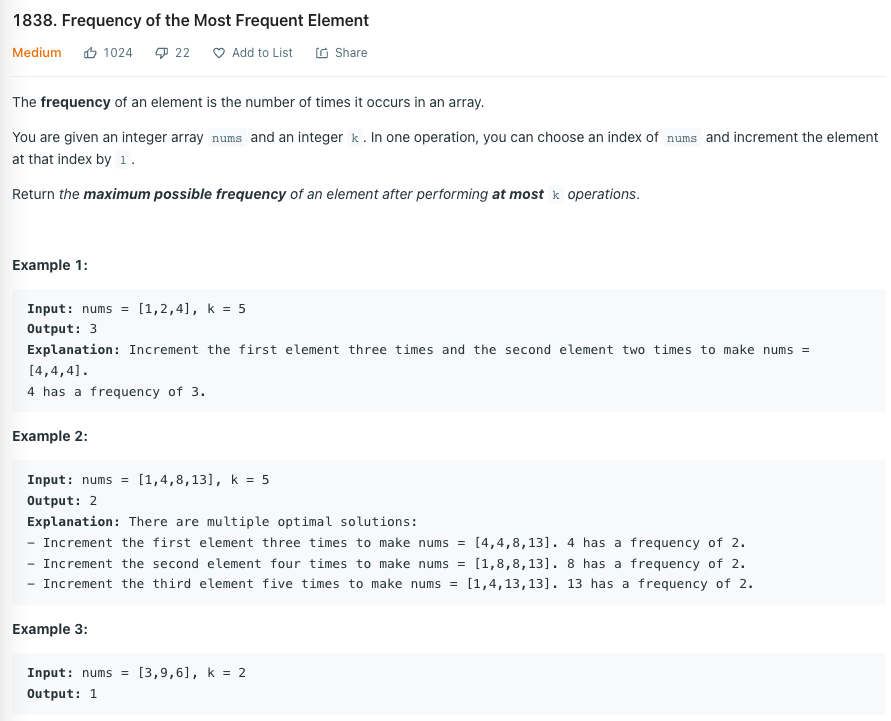 1838. Frequency of the Most Frequent Element
Medium 1024 22 Add to List Share
The frequency of an element is the number of times it occurs in an array.
You are given an integer array nums and an integer k. In one operation, you can choose an index of nums and increment the element
at that index by 1.
Return the maximum possible frequency of an element after performing at most k operations.
Example 1:
Input: nums = [1,2,4], k = 5
Output: 3
Explanation: Increment the first element three times and the second element two times to make nums =
[4,4,4].
4 has a frequency of 3.
Example 2:
Input: nums = [1,4,8,13], k = 5
Output: 2
Explanation: There are multiple optimal solutions:
- Increment the first element three times to make nums = [4,4,8,13]. 4 has a frequency of 2.
- Increment the second element four times to make nums = [1,8,8,13]. 8 has a frequency of 2.
- Increment the third element five times to make nums = [1,4,13,13]. 13 has a frequency of 2.
Example 3:
Input: nums = [3,9,6], k = 2
Output: 1